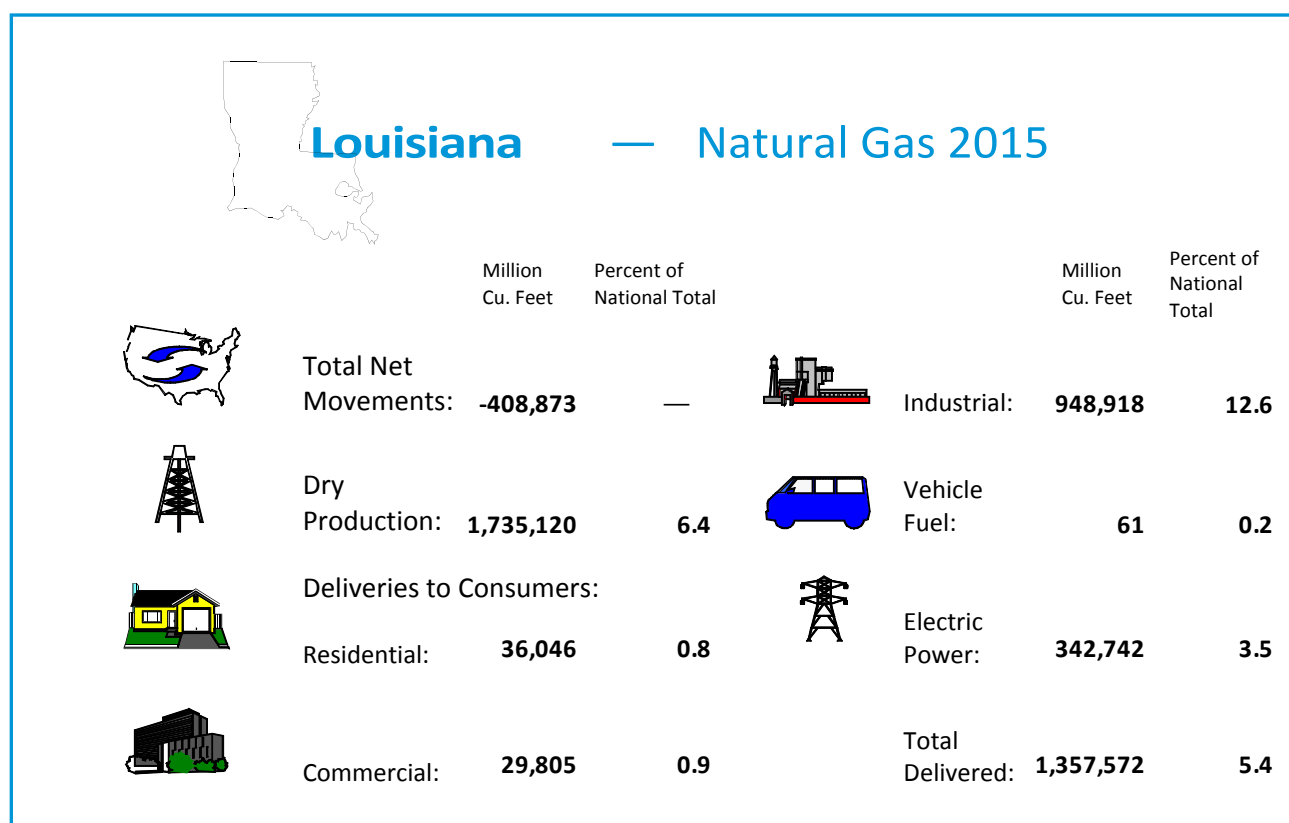 Louisiana — Natural Gas 2015
Million Percent of
Cu. Feet National Total
Total Net
Movements: -408,873 —
Dry
Production: 1,735,120 6.4
Deliveries to Consumers:
Residential: 36,046 0.8
Commercial: 29,805 0.9
Million Percent of
Cu. Feet National
Total
Industrial: 948,918 12.6
Vehicle
Fuel: 61 0.2
Electric
Power: 342,742 3.5
Total
Delivered: 1,357,572 5.4